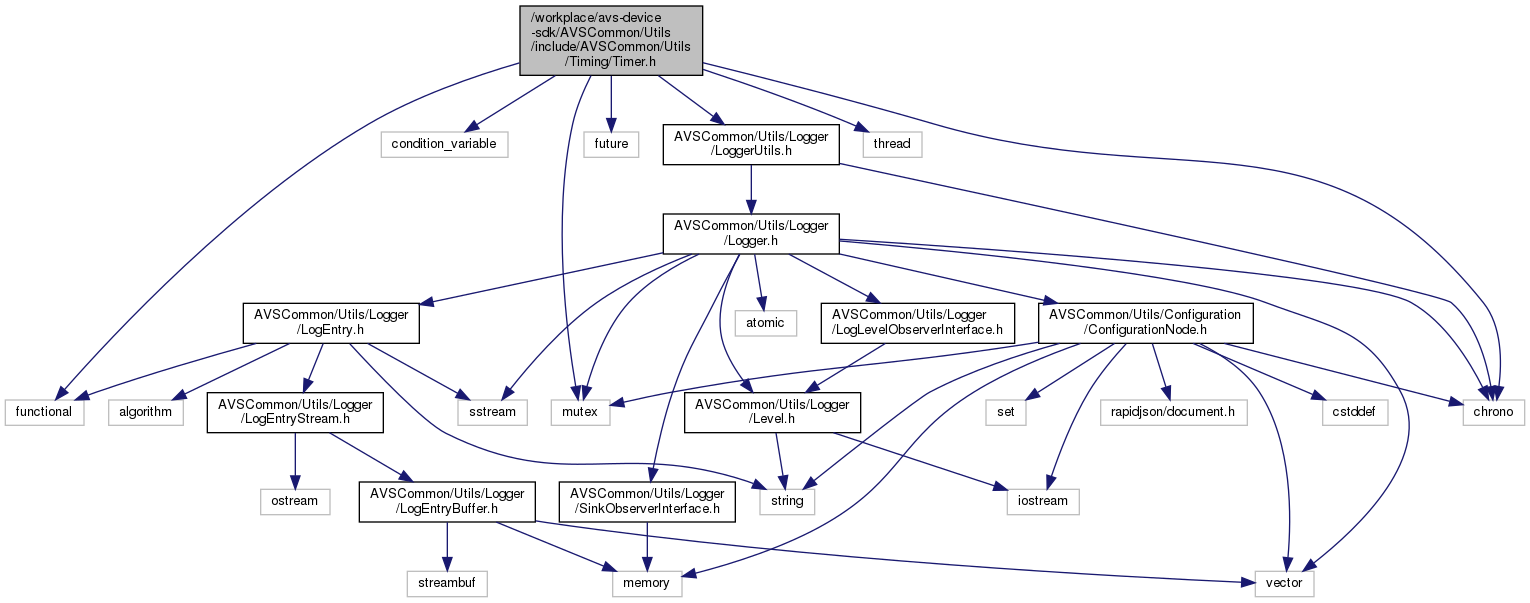 /workplace/avs-device
-sdk/AVSCommon/Utils
/include/AVSCommon/Utils
/Timing/Timer.h
condition_variable
future
AVSCommon/Utils/Logger
/LoggerUtils.h
thread
AVSCommon/Utils/Logger
/Logger.h
AVSCommon/Utils/Logger
/LogEntry.h
atomic
AVSCommon/Utils/Logger
/LogLevelObserverInterface.h
AVSCommon/Utils/Configuration
/ConfigurationNode.h
functional
algorithm
AVSCommon/Utils/Logger
/LogEntryStream.h
sstream
mutex
AVSCommon/Utils/Logger
/Level.h
set
rapidjson/document.h
cstddef
chrono
ostream
AVSCommon/Utils/Logger
/LogEntryBuffer.h
AVSCommon/Utils/Logger
/SinkObserverInterface.h
string
iostream
streambuf
memory
vector